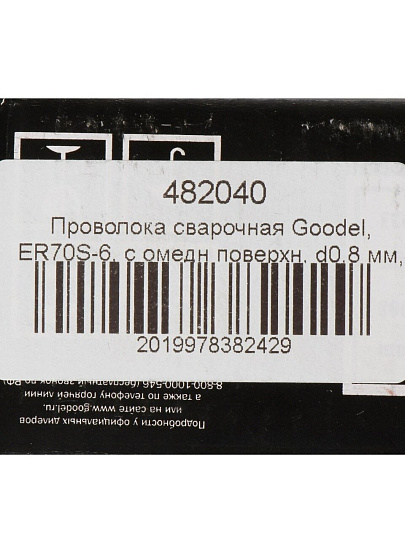 482040
Проволока сварочная Goodel,
ER70S-6, с омедн поверхн. d0.8 мм,
2019978382429
Подробности у официальных дилеров
или на сайте www.goodel.ru,
а также по телефону горячей линии
8-800-1000-546 (бесплатный звонок по РФ)